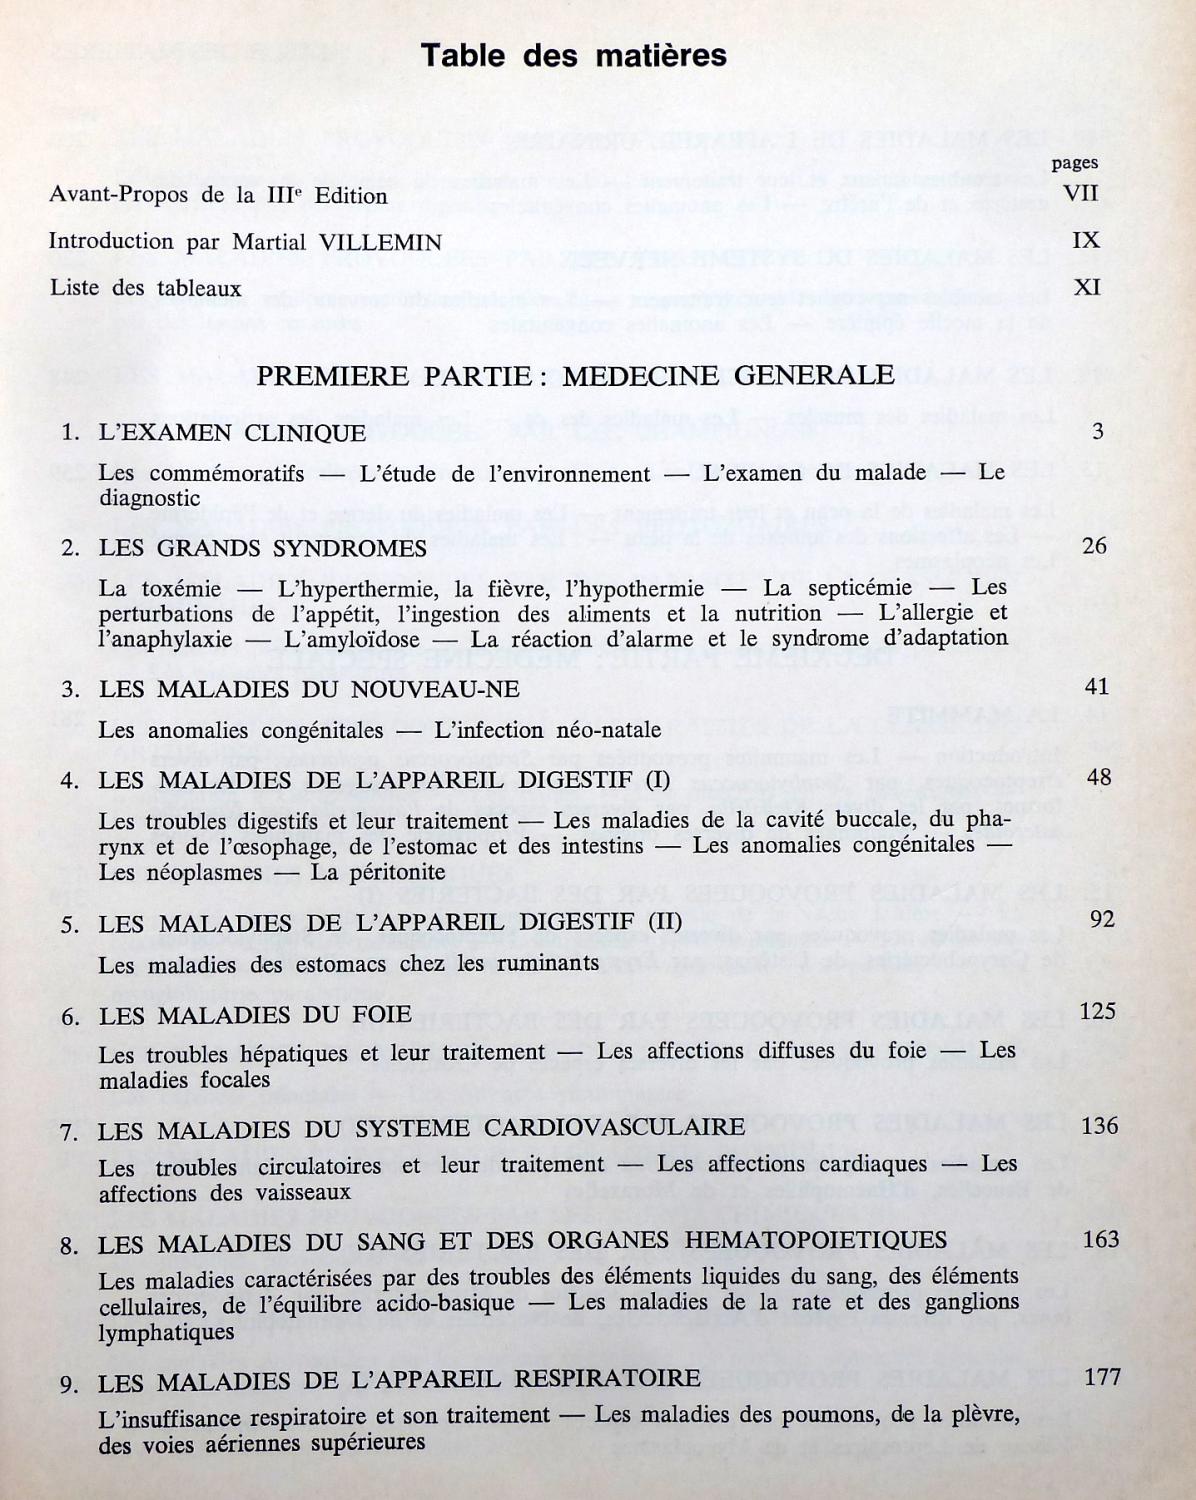 Table des matières
pages
Avant-Propos de la IIIe Edition VII
Introduction par Martial VILLEMIN IX
Liste des tableaux XI
PREMIERE PARTIE : MEDECINE GENERALE
1. L'EXAMEN CLINIQUE 3
Les commémoratifs — L'étude de l'environnement — L'examen du malade — Le
diagnostic
2. LES GRANDS SYNDROMES 26
La toxémie — L'hyperthermie, la fièvre, l'hypothermie — La septicémie — Les
perturbations de l'appétit, l'ingestion des aliments et la nutrition — L'allergie et
l'anaphylaxie — L'amyloïdose — La réaction d'alarme et le syndrome d'adaptation
3. LES MALADIES DU NOUVEAU-NE 41
Les anomalies congénitales — L'infection néo-natale
4. LES MALADIES DE L'APPAREIL DIGESTIF (I) 48
Les troubles digestifs et leur traitement — Les maladies de la cavité buccale, du pha-
rynx et de l'œsophage, de l'estomac et des intestins — Les anomalies congénitales —
Les néoplasmes — La péritonite
5. LES MALADIES DE L'APPAREIL DIGESTIF (II) 92
Les maladies des estomacs chez les ruminants
6. LES MALADIES DU FOIE 125
Les troubles hépatiques et leur traitement — Les affections diffuses du foie — Les
maladies focales
7. LES MALADIES DU SYSTEME CARDIOVASCULAIRE 136
Les troubles circulatoires et leur traitement — Les affections cardiaques — Les
affections des vaisseaux
8. LES MALADIES DU SANG ET DES ORGANES HEMATOPOIETIQUES 163
Les maladies caractérisées par des troubles des éléments liquides du sang, des éléments
cellulaires, de l'équilibre acido-basique — Les maladies de la rate et des ganglions
lymphatiques
9. LES MALADIES DE L'APPAREIL RESPIRATOIRE 177
L'insuffisance respiratoire et son traitement — Les maladies des poumons, de la plèvre,
des voies aériennes supérieures